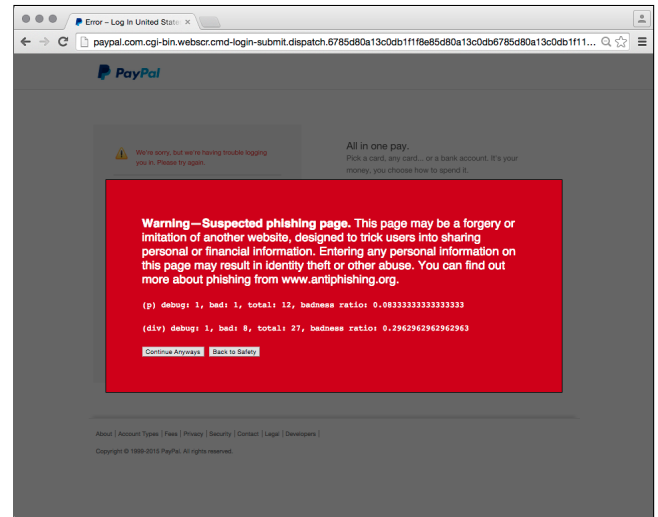 Error – Log In United State
paypal.com.cgi-bin.webscr.cmd-login-submit.dispatch.6785d80a13c0db1f1f8e85d80a13c0db6785d80a13c0db1f11...
PayPal
We're sorry, but we're having trouble logging
you in. Please try again.
All in one pay.
Pick a card, any card... or a bank account. It's your
money, you choose how to spend it.
Warning—Suspected phishing page. This page may be a forgery or
imitation of another website, designed to trick users into sharing
personal or financial information. Entering any personal information on
this page may result in identity theft or other abuse. You can find out
more about phishing from www.antiphishing.org.
(p) debug: 1, bad: 1, total: 12, badness ratio: 0.08333333333333333
(div) debug: 1, bad: 8, total: 27, badness ratio: 0.2962962962962963
Continue Anyways Back to Safety
About | Account Types | Fees | Privacy | Security | Contact | Legal | Developers |
Copyright © 1999-2015 PayPal. All rights reserved.